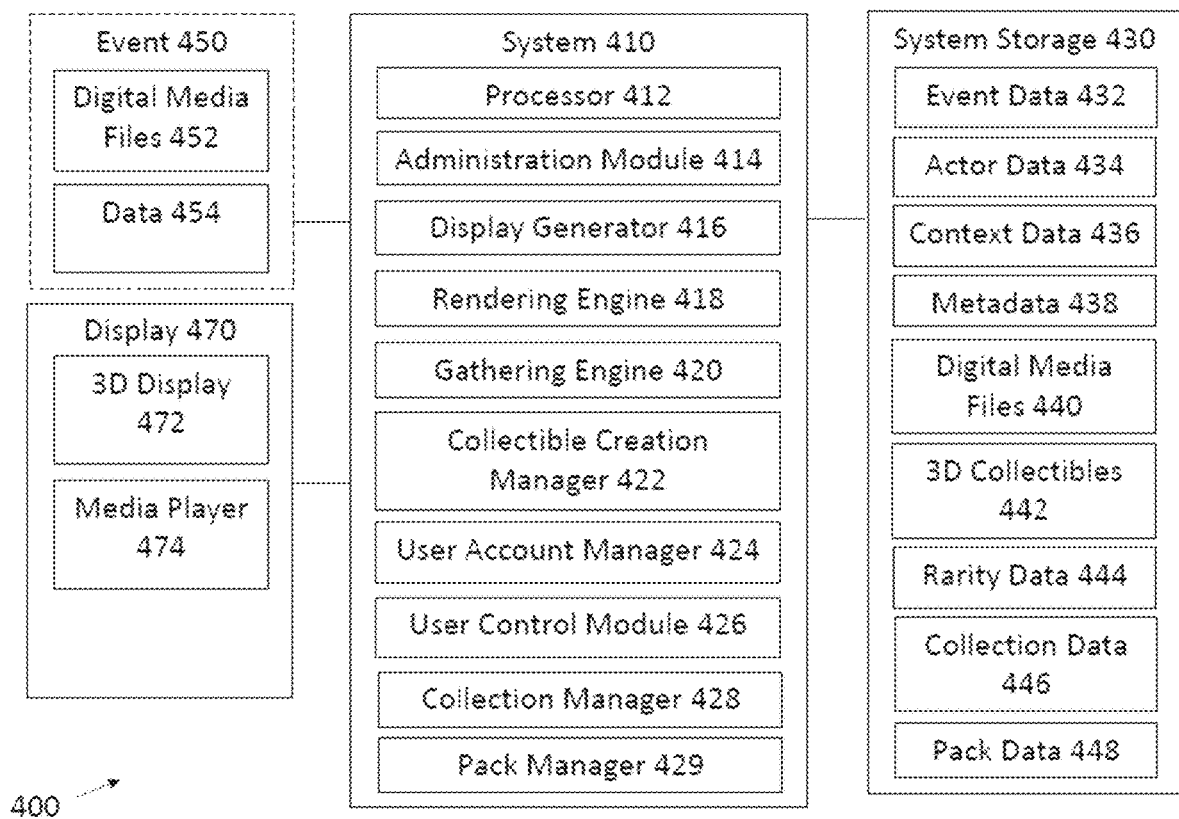 Event 450
Digital Media
Files 452
Data 454
Display 470
3D Display
472
Media Player
474
System 410
Processor 412
Administration Module 414
Display Generator 416
Rendering Engine 418
Gathering Engine 420
Collectible Creation
Manager 422
User Account Manager 424
User Control Module 426
Collection Manager 428
Pack Manager 429
System Storage 430
Event Data 432
Actor Data 434
Context Data 436
Metadata 438
Digital Media
Files 440
3D Collectibles
442
Rarity Data 444
Collection Data
446
Pack Data 448
400